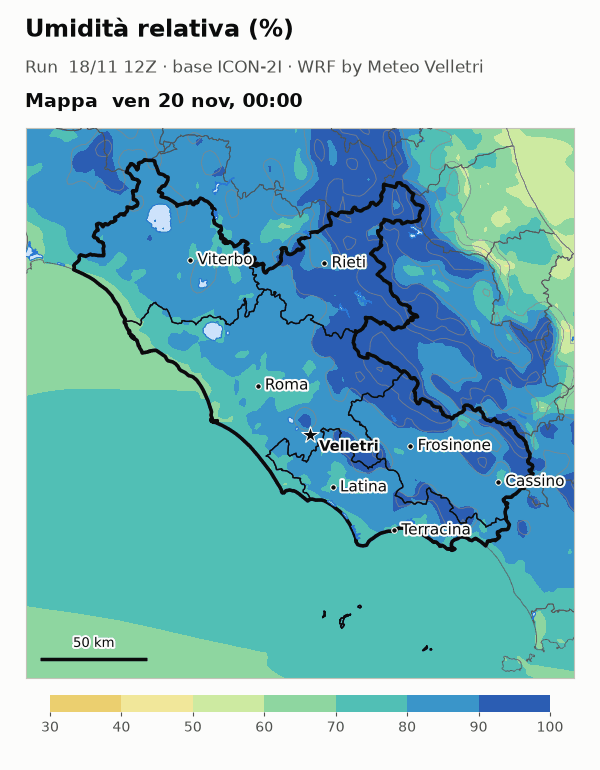 Umidità relativa (%)
Run  18/11 12Z · base ICON-2I · WRF by Meteo Velletri
Mappa  ven 20 nov, 00:00
Viterbo
Rieti
Roma
Velletri
Frosinone
Cassino
Latina
Terracina
50 km
30 40 50 60 70 80 90 100